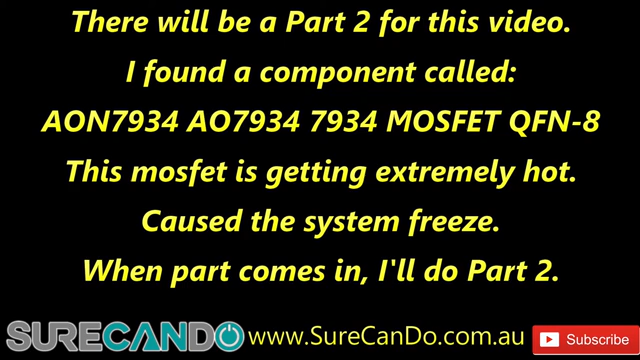 There will be a Part 2 for this video.
I found a component called:
AON7934 AO7934 7934 MOSFET QFN-8
This mosfet is getting extremely hot.
Caused the system freeze.
When part comes in, I'll do Part 2.
SURECANDO www.SureCanDo.com.au Subscribe